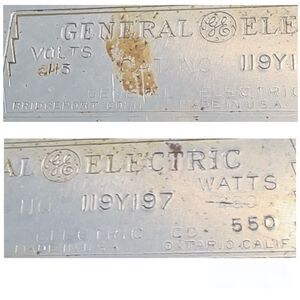 GENERAL GE ELE
VOLTS
CAT. NO. 119Y1
GENERAL ELECTRIC
BRIDGEPORT CONN. MADE IN U.S.A.
AL GE ELECTRIC
WATTS
NO. 119Y197
550
ELECTRIC CO.
MADE IN U.S.A. ONTARIO, CALIF.